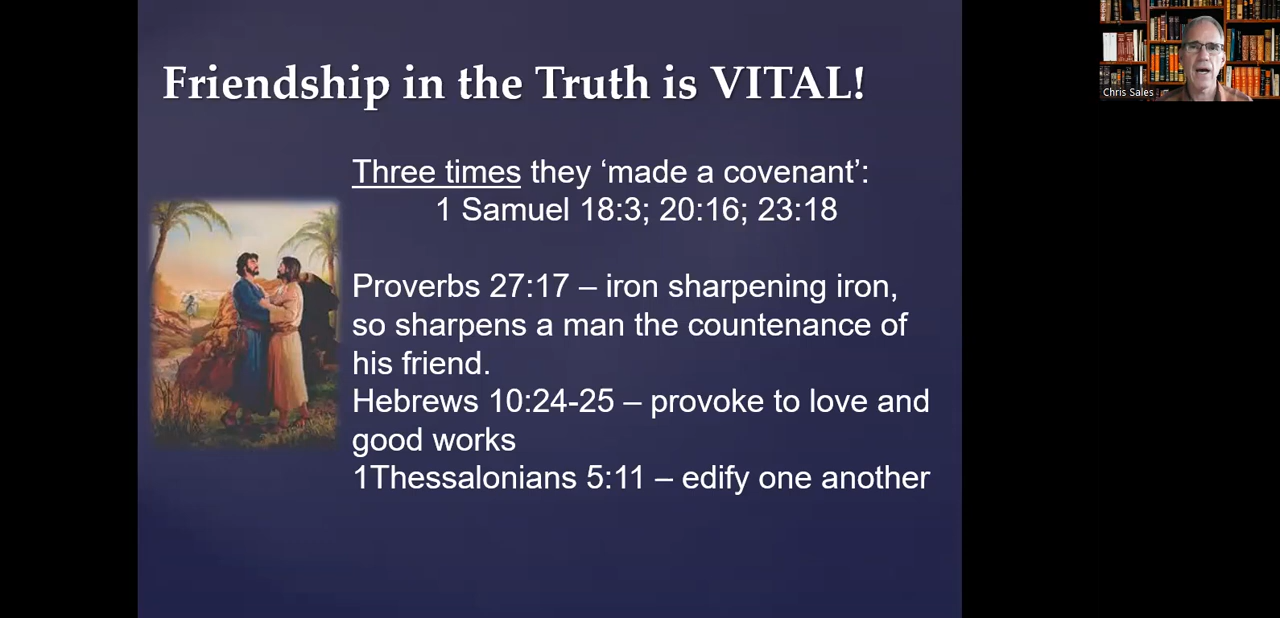 Friendship in the Truth is VITAL!
Three times they ‘made a covenant’:
1 Samuel 18:3; 20:16; 23:18
Proverbs 27:17 – iron sharpening iron,
so sharpens a man the countenance of
his friend.
Hebrews 10:24-25 – provoke to love and
good works
1Thessalonians 5:11 – edify one another
Chris Sales